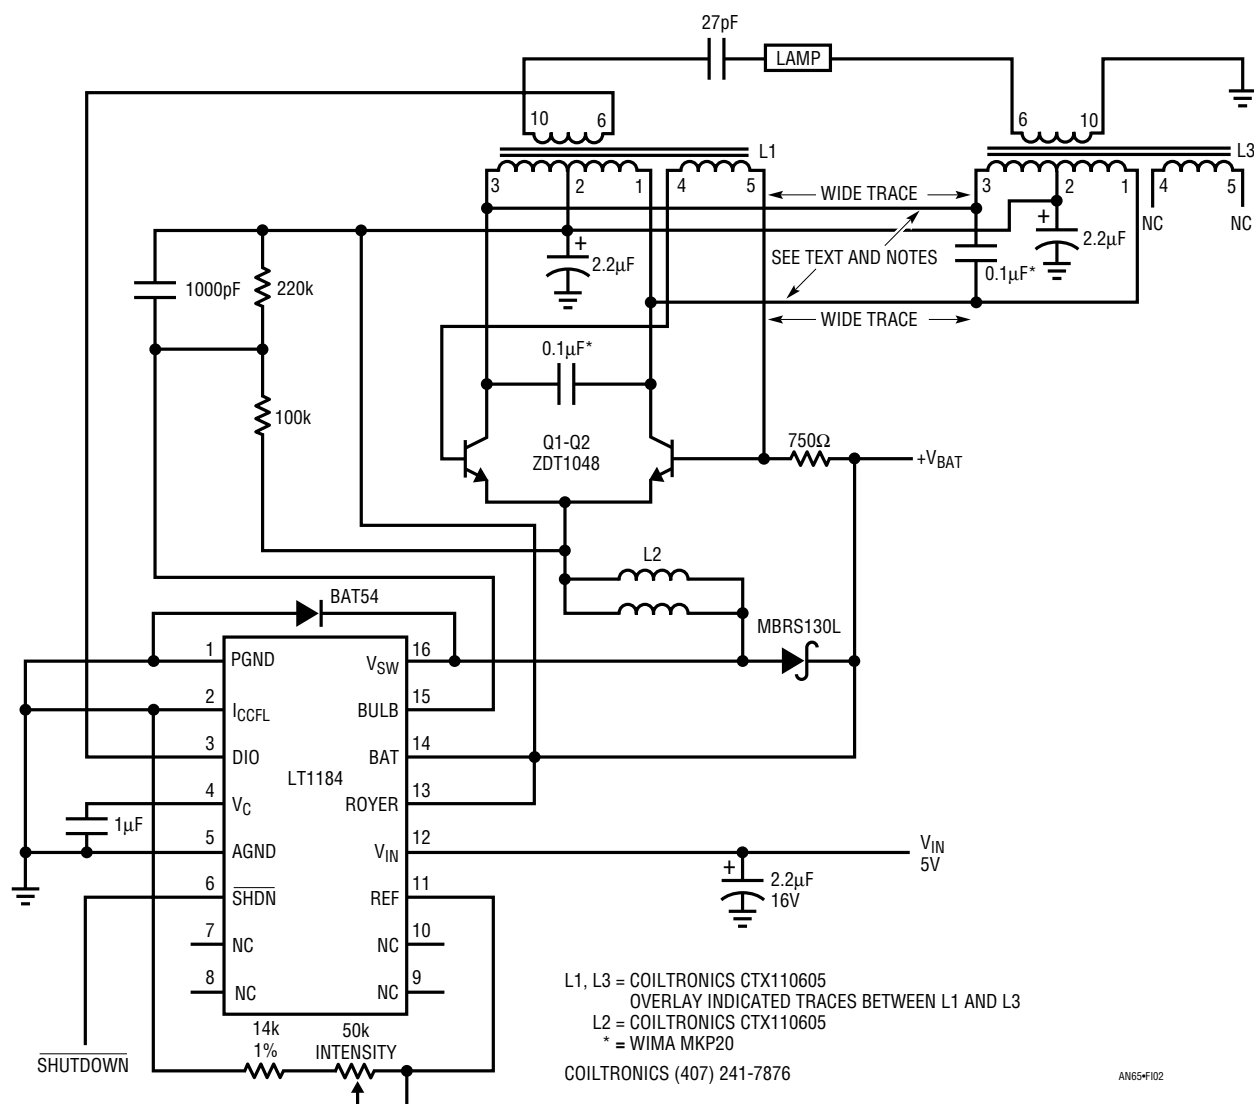 27pF
LAMP
10 6
6 10
L1
L3
3 2 1 4 5
3 2 1 4 5
WIDE TRACE
NC NC
+
2.2µF
+
2.2µF
SEE TEXT AND NOTES
0.1µF*
1000pF
220k
WIDE TRACE
0.1µF*
100k
Q1-Q2
ZDT1048
750Ω
+VBAT
L2
BAT54
MBRS130L
1 PGND
VSW 16
2 ICCFL
BULB 15
3 DIO
BAT 14
LT1184
4 VC
ROYER 13
1µF
5 AGND
VIN 12
VIN
5V
6 SHDN
REF 11
+
2.2µF
16V
7 NC
NC 10
8 NC
NC 9
14k
1%
50k
INTENSITY
SHUTDOWN
L1, L3 = COILTRONICS CTX110605
OVERLAY INDICATED TRACES BETWEEN L1 AND L3
L2 = COILTRONICS CTX110605
* = WIMA MKP20
COILTRONICS (407) 241-7876
AN65•FI02